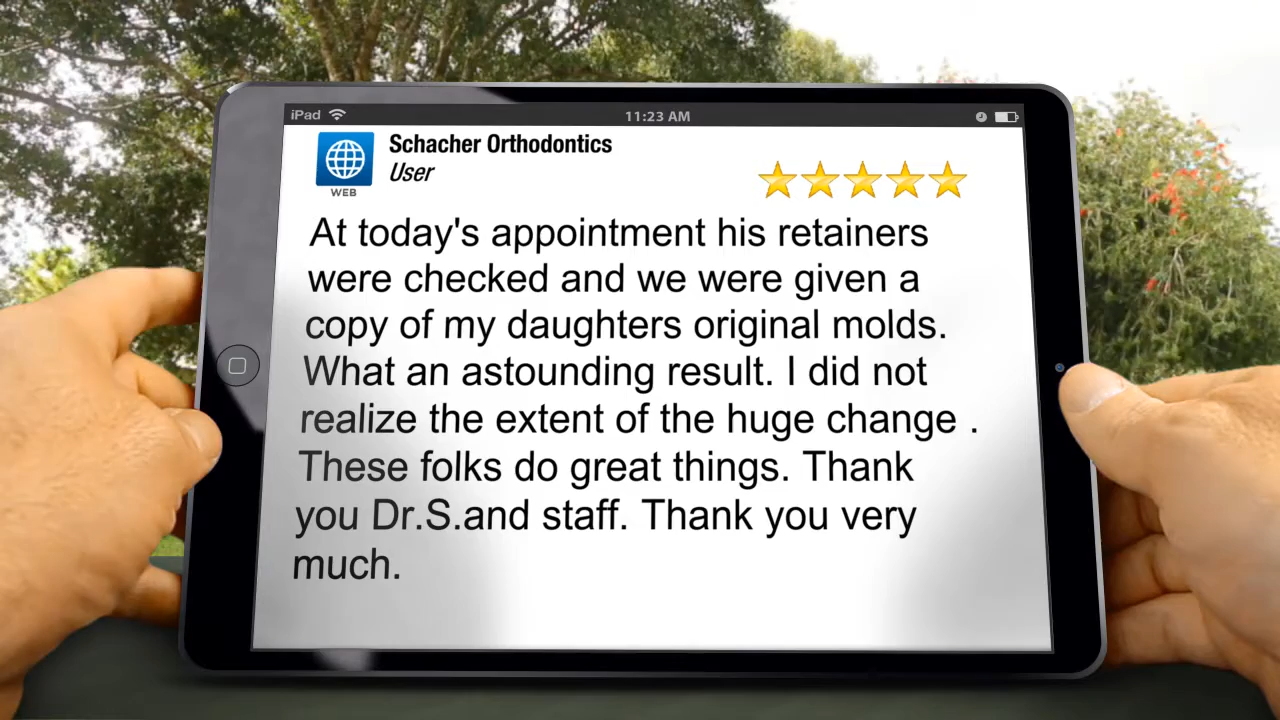 iPad 11:23 AM
Schacher Orthodontics
User
WEB
At today's appointment his retainers
were checked and we were given a
copy of my daughters original molds.
What an astounding result. I did not
realize the extent of the huge change .
These folks do great things. Thank
you Dr.S.and staff. Thank you very
much.